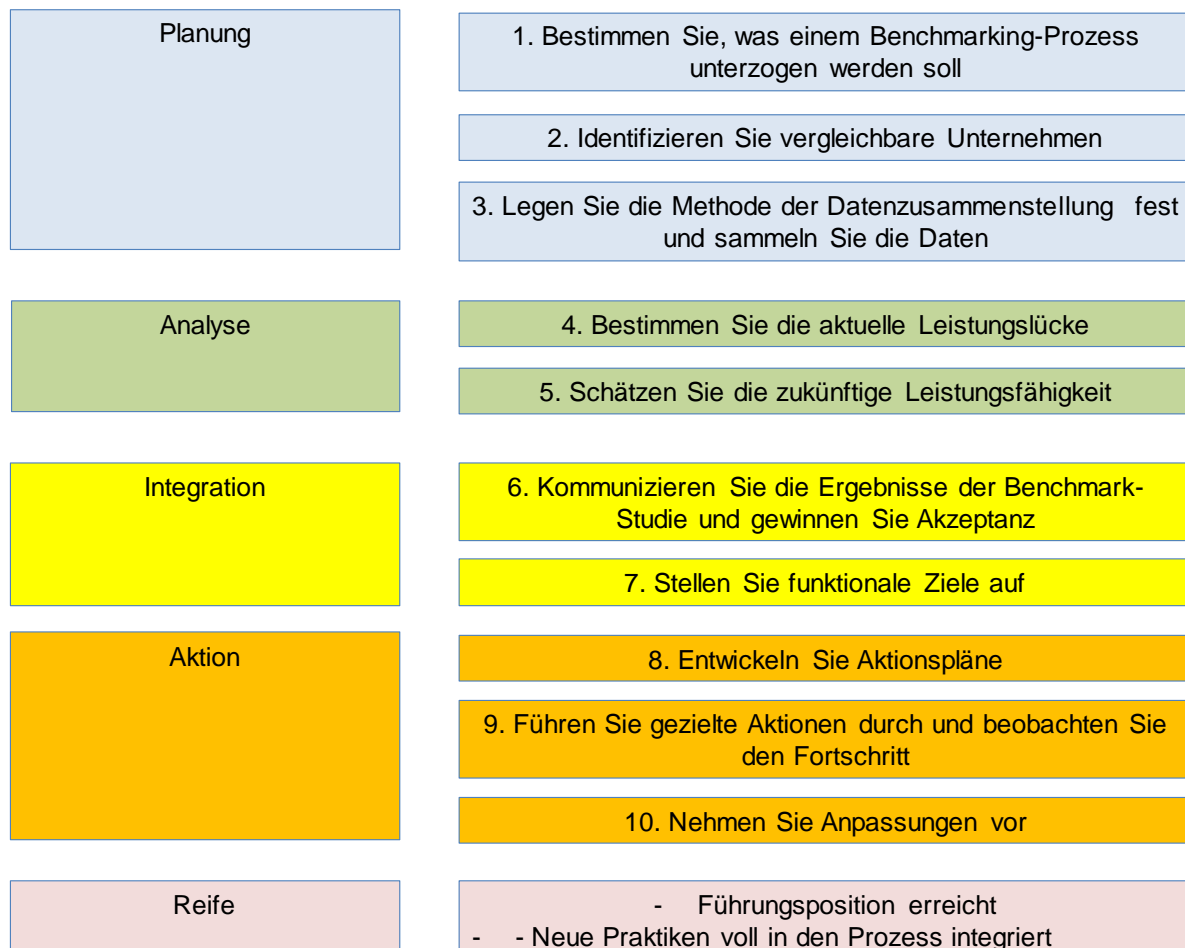 Planung
1. Bestimmen Sie, was einem Benchmarking-Prozess
unterzogen werden soll
2. Identifizieren Sie vergleichbare Unternehmen
3. Legen Sie die Methode der Datenzusammenstellung fest
und sammeln Sie die Daten
Analyse
4. Bestimmen Sie die aktuelle Leistungslücke
5. Schätzen Sie die zukünftige Leistungsfähigkeit
Integration
6. Kommunizieren Sie die Ergebnisse der Benchmark-
Studie und gewinnen Sie Akzeptanz
7. Stellen Sie funktionale Ziele auf
Aktion
8. Entwickeln Sie Aktionspläne
9. Führen Sie gezielte Aktionen durch und beobachten Sie
den Fortschritt
10. Nehmen Sie Anpassungen vor
Reife
- Führungsposition erreicht
- - Neue Praktiken voll in den Prozess integriert